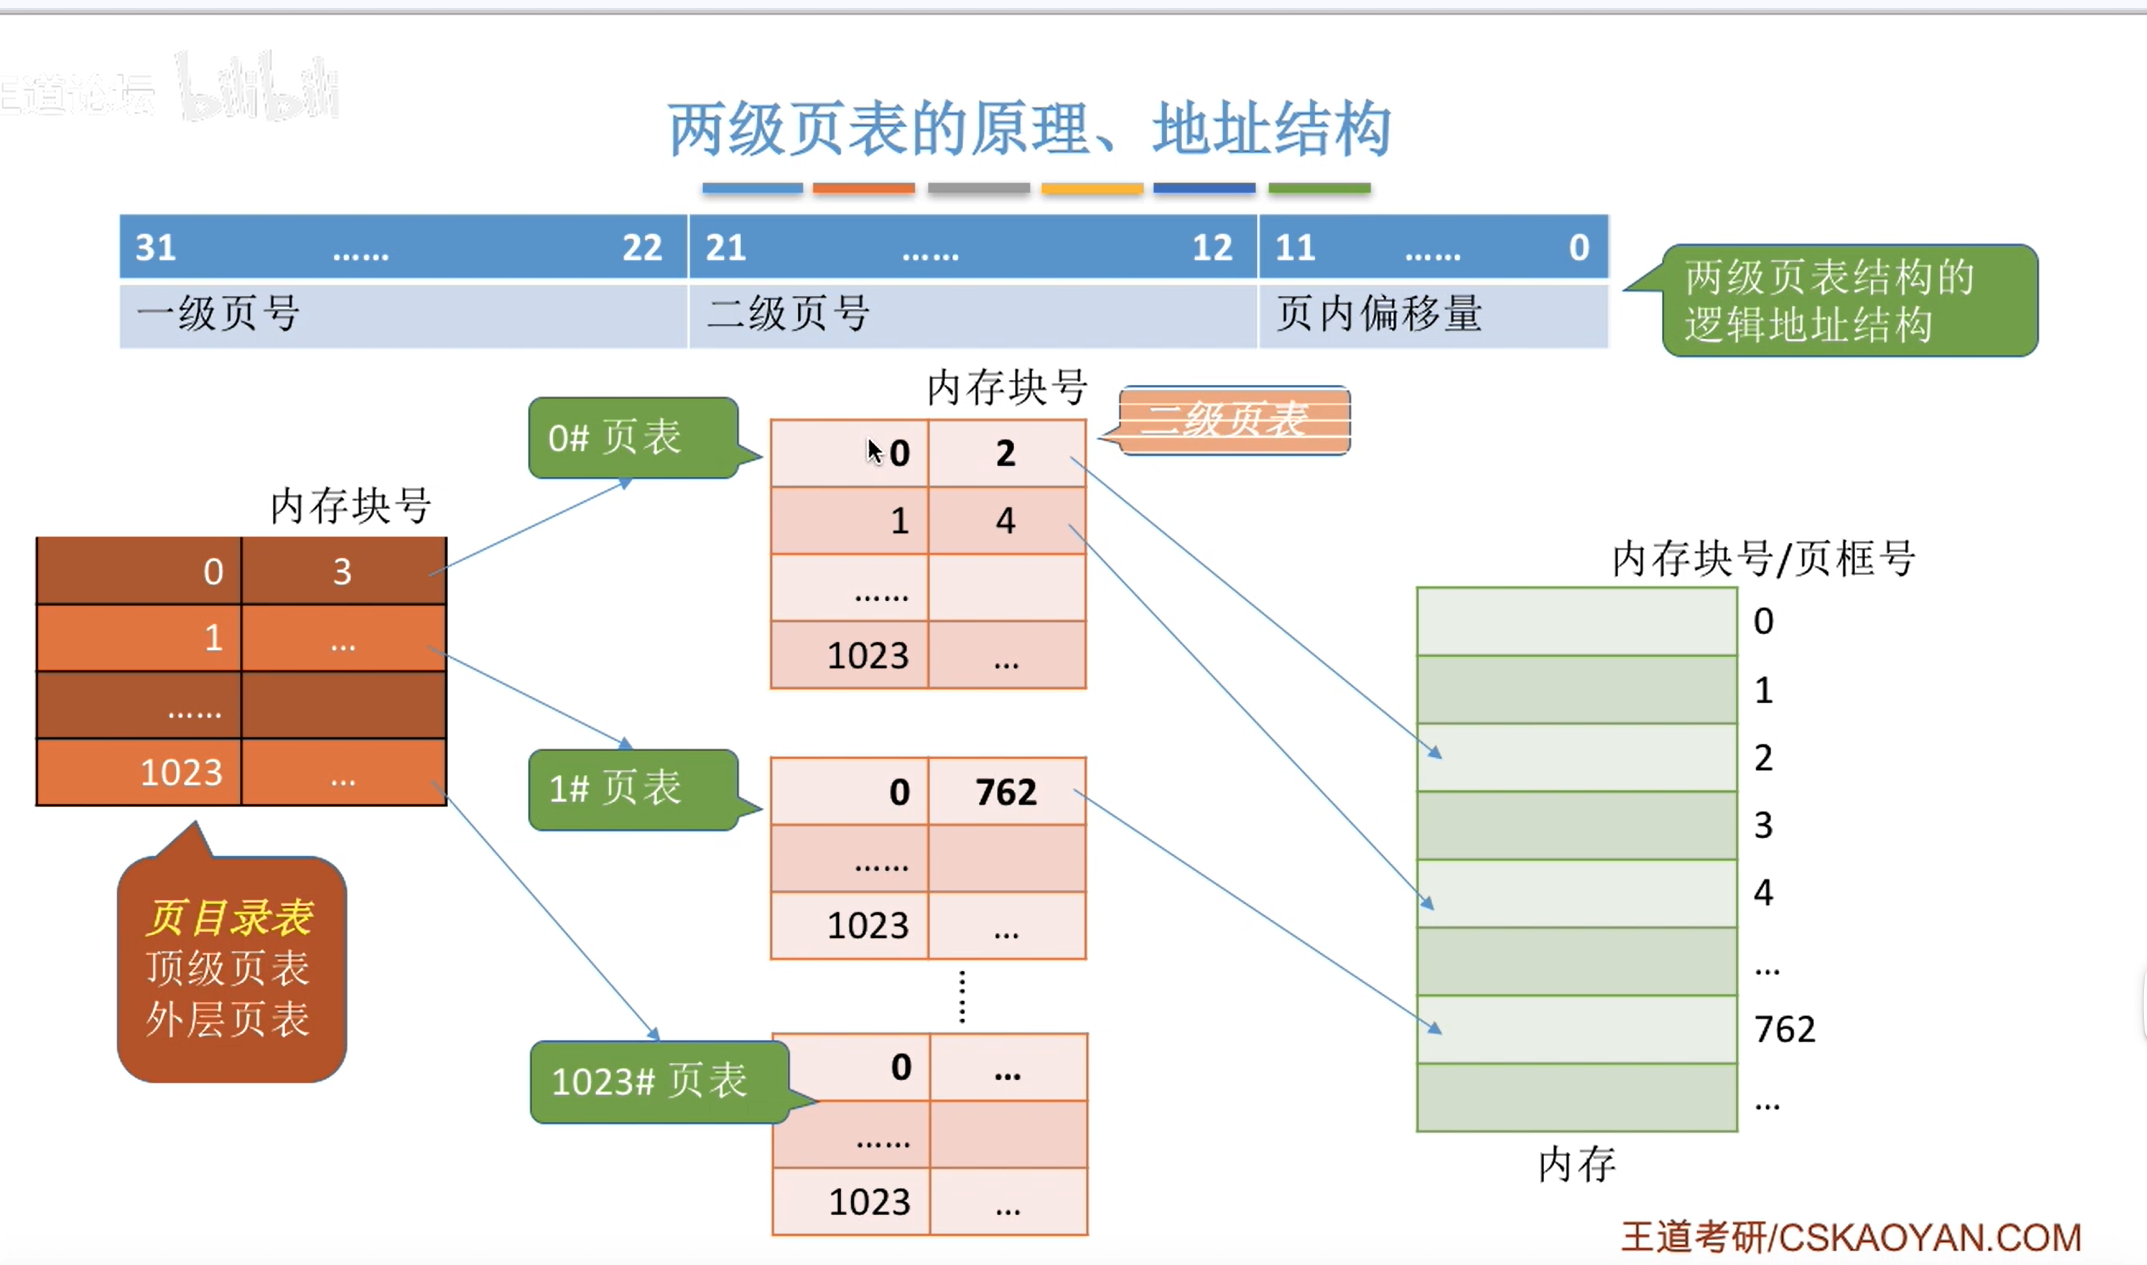 王道论坛 bilibili
两级页表的原理、地址结构
31 …… 22 21 …… 12 11 …… 0
一级页号 二级页号 页内偏移量
两级页表结构的
逻辑地址结构
内存块号
0 3
1 ...
……
1023 ...
页目录表
顶级页表
外层页表
0# 页表
内存块号
二级页表
0 2
1 4
……
1023 ...
1# 页表
0 762
……
1023 ...
……
1023# 页表
0 ...
……
1023 ...
内存块号/页框号
0
1
2
3
4
...
762
...
内存
王道考研/CSKAOYAN.COM